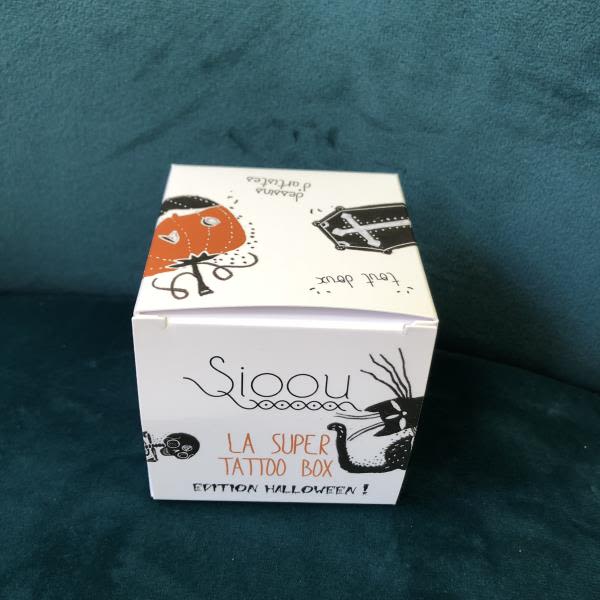 dessins
d'artistes
tout doux
Sioou
LA SUPER
TATTOO BOX
EDITION HALLOWEEN !